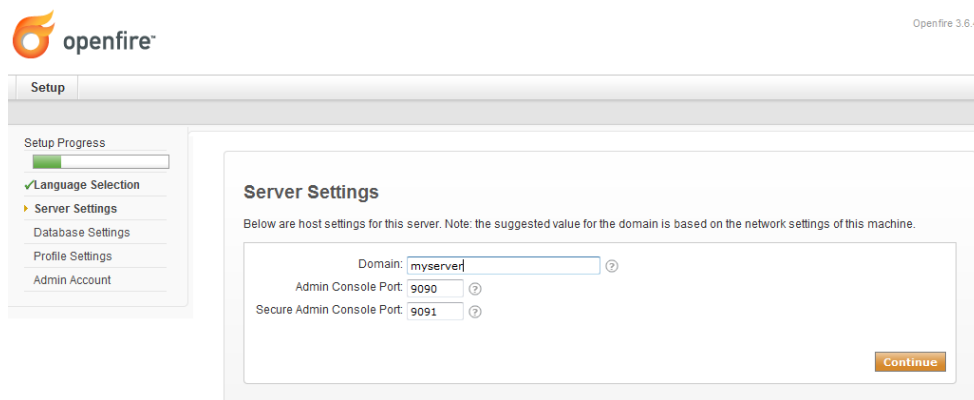 openfire™
Openfire 3.6.
Setup
Setup Progress
Language Selection
Server Settings
Database Settings
Profile Settings
Admin Account
Server Settings
Below are host settings for this server. Note: the suggested value for the domain is based on the network settings of this machine.
Domain: myserver ?
Admin Console Port: 9090 ?
Secure Admin Console Port: 9091 ?
Continue